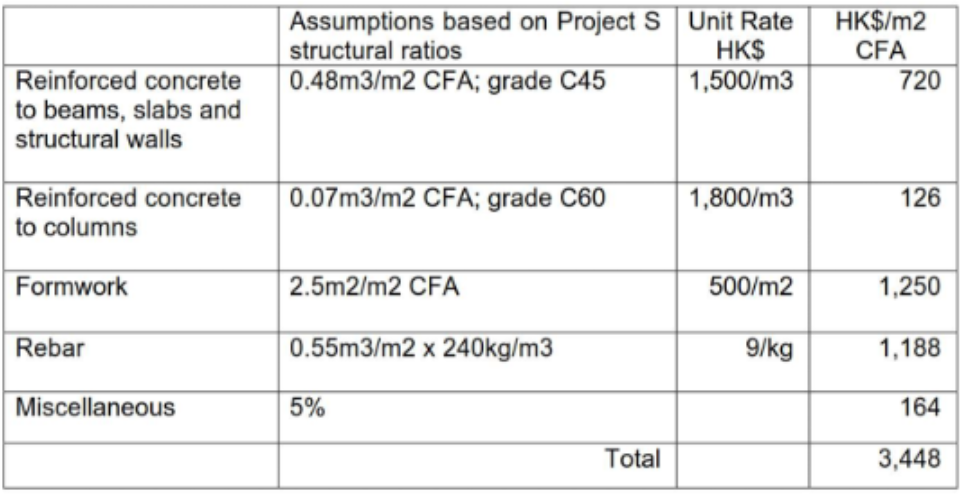 Assumptions based on Project S Unit Rate HK$/m2
structural ratios HK$ CFA
Reinforced concrete 0.48m3/m2 CFA; grade C45 1,500/m3 720
to beams, slabs and
structural walls
Reinforced concrete 0.07m3/m2 CFA; grade C60 1,800/m3 126
to columns
Formwork 2.5m2/m2 CFA 500/m2 1,250
Rebar 0.55m3/m2 x 240kg/m3 9/kg 1,188
Miscellaneous 5% 164
Total 3,448